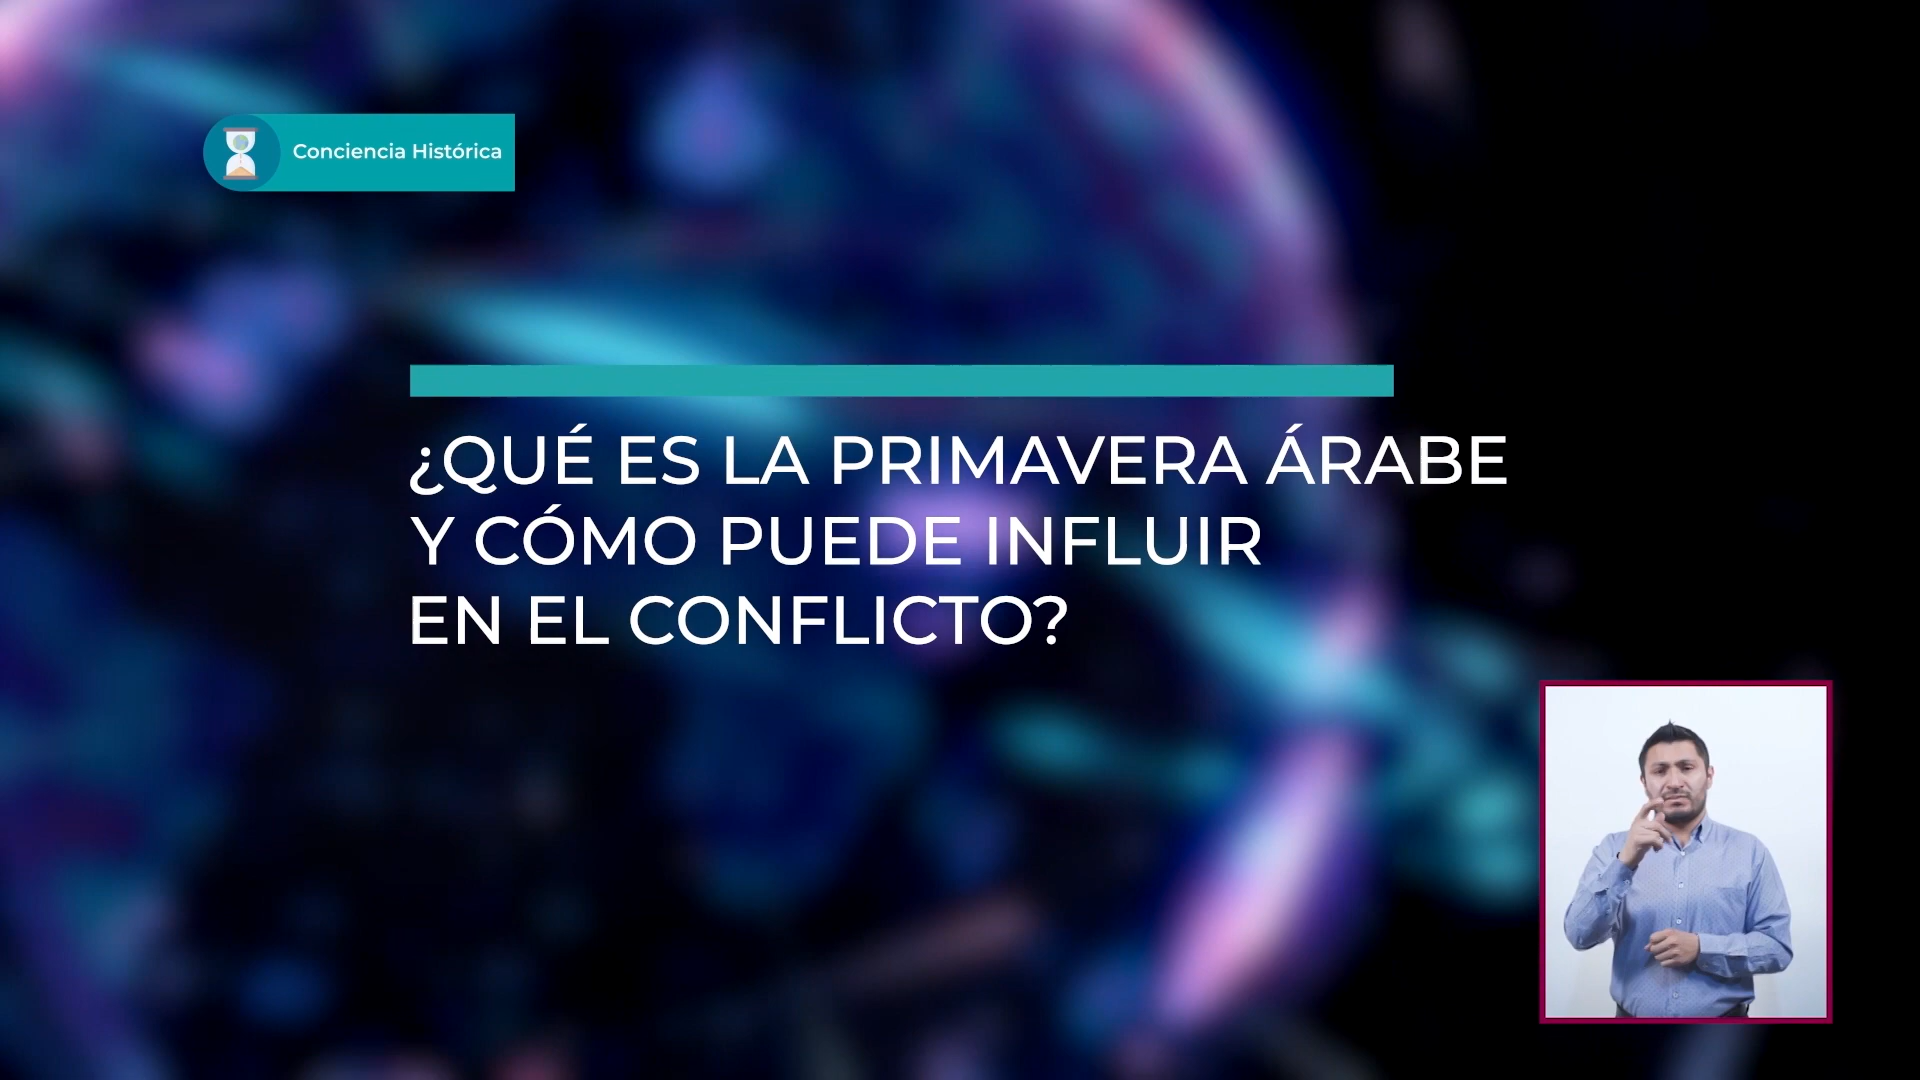 Conciencia Histórica
¿QUÉ ES LA PRIMAVERA ÁRABE
Y CÓMO PUEDE INFLUIR
EN EL CONFLICTO?